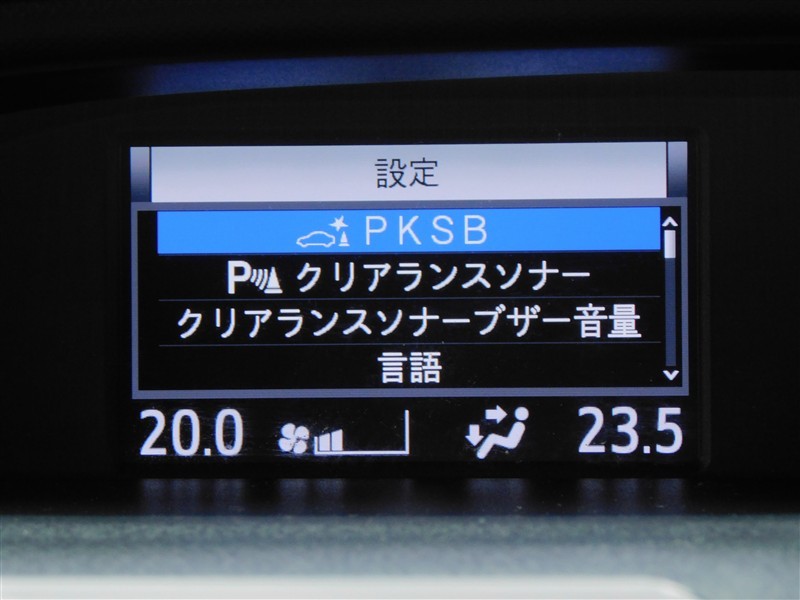 設定
PKSB
P クリアランスソナー
クリアランスソナーブザー音量
言語
20.0 23.5